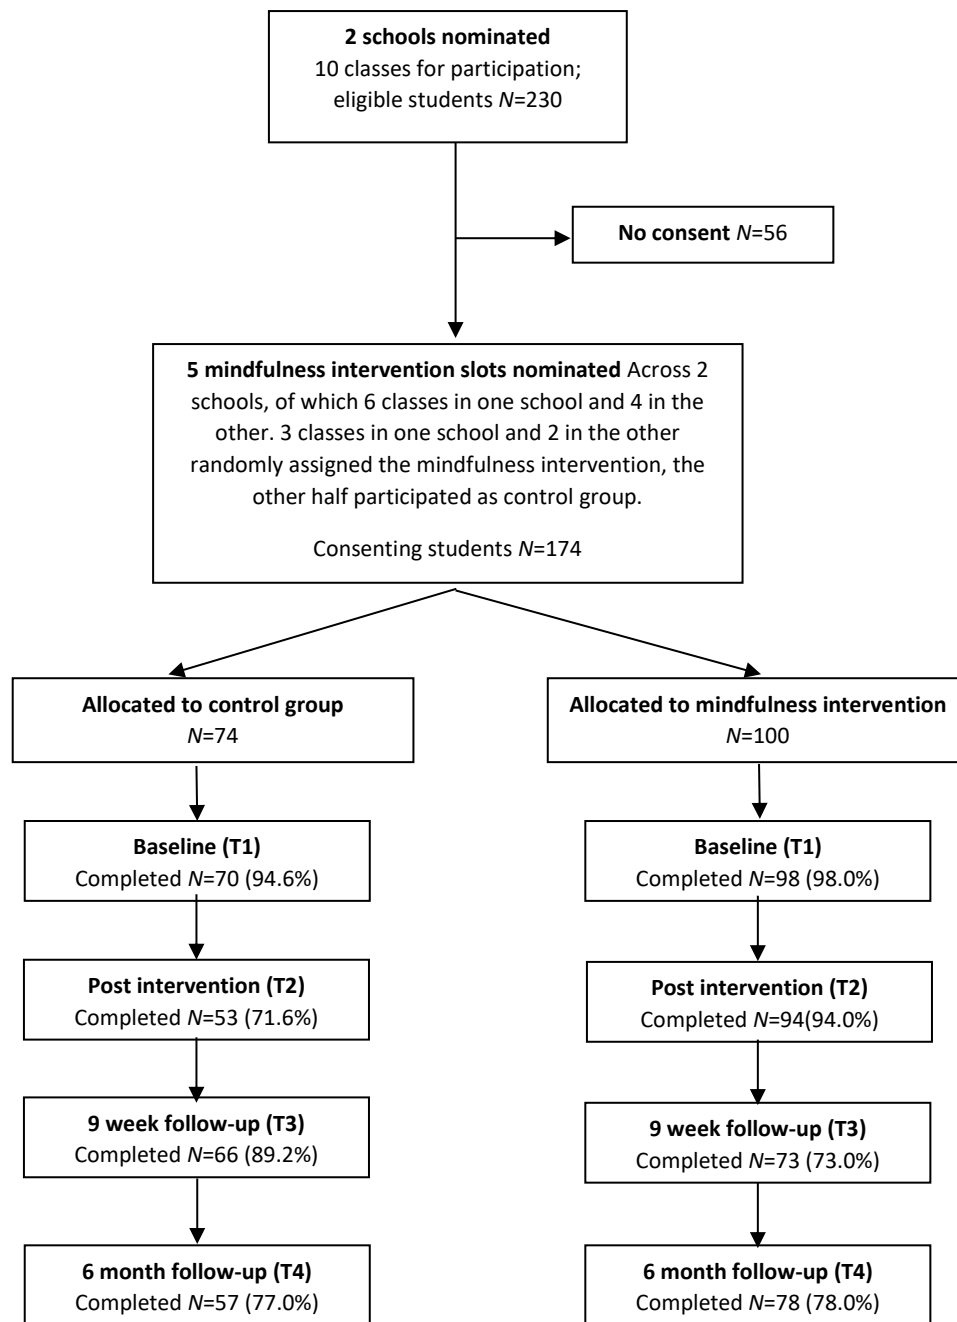 2 schools nominated
10 classes for participation;
eligible students N=230
No consent N=56
5 mindfulness intervention slots nominated Across 2
schools, of which 6 classes in one school and 4 in the
other. 3 classes in one school and 2 in the other
randomly assigned the mindfulness intervention, the
other half participated as control group.
Consenting students N=174
Allocated to control group
N=74
Allocated to mindfulness intervention
N=100
Baseline (T1)
Completed N=70 (94.6%)
Baseline (T1)
Completed N=98 (98.0%)
Post intervention (T2)
Completed N=53 (71.6%)
Post intervention (T2)
Completed N=94(94.0%)
9 week follow-up (T3)
Completed N=66 (89.2%)
9 week follow-up (T3)
Completed N=73 (73.0%)
6 month follow-up (T4)
Completed N=57 (77.0%)
6 month follow-up (T4)
Completed N=78 (78.0%)